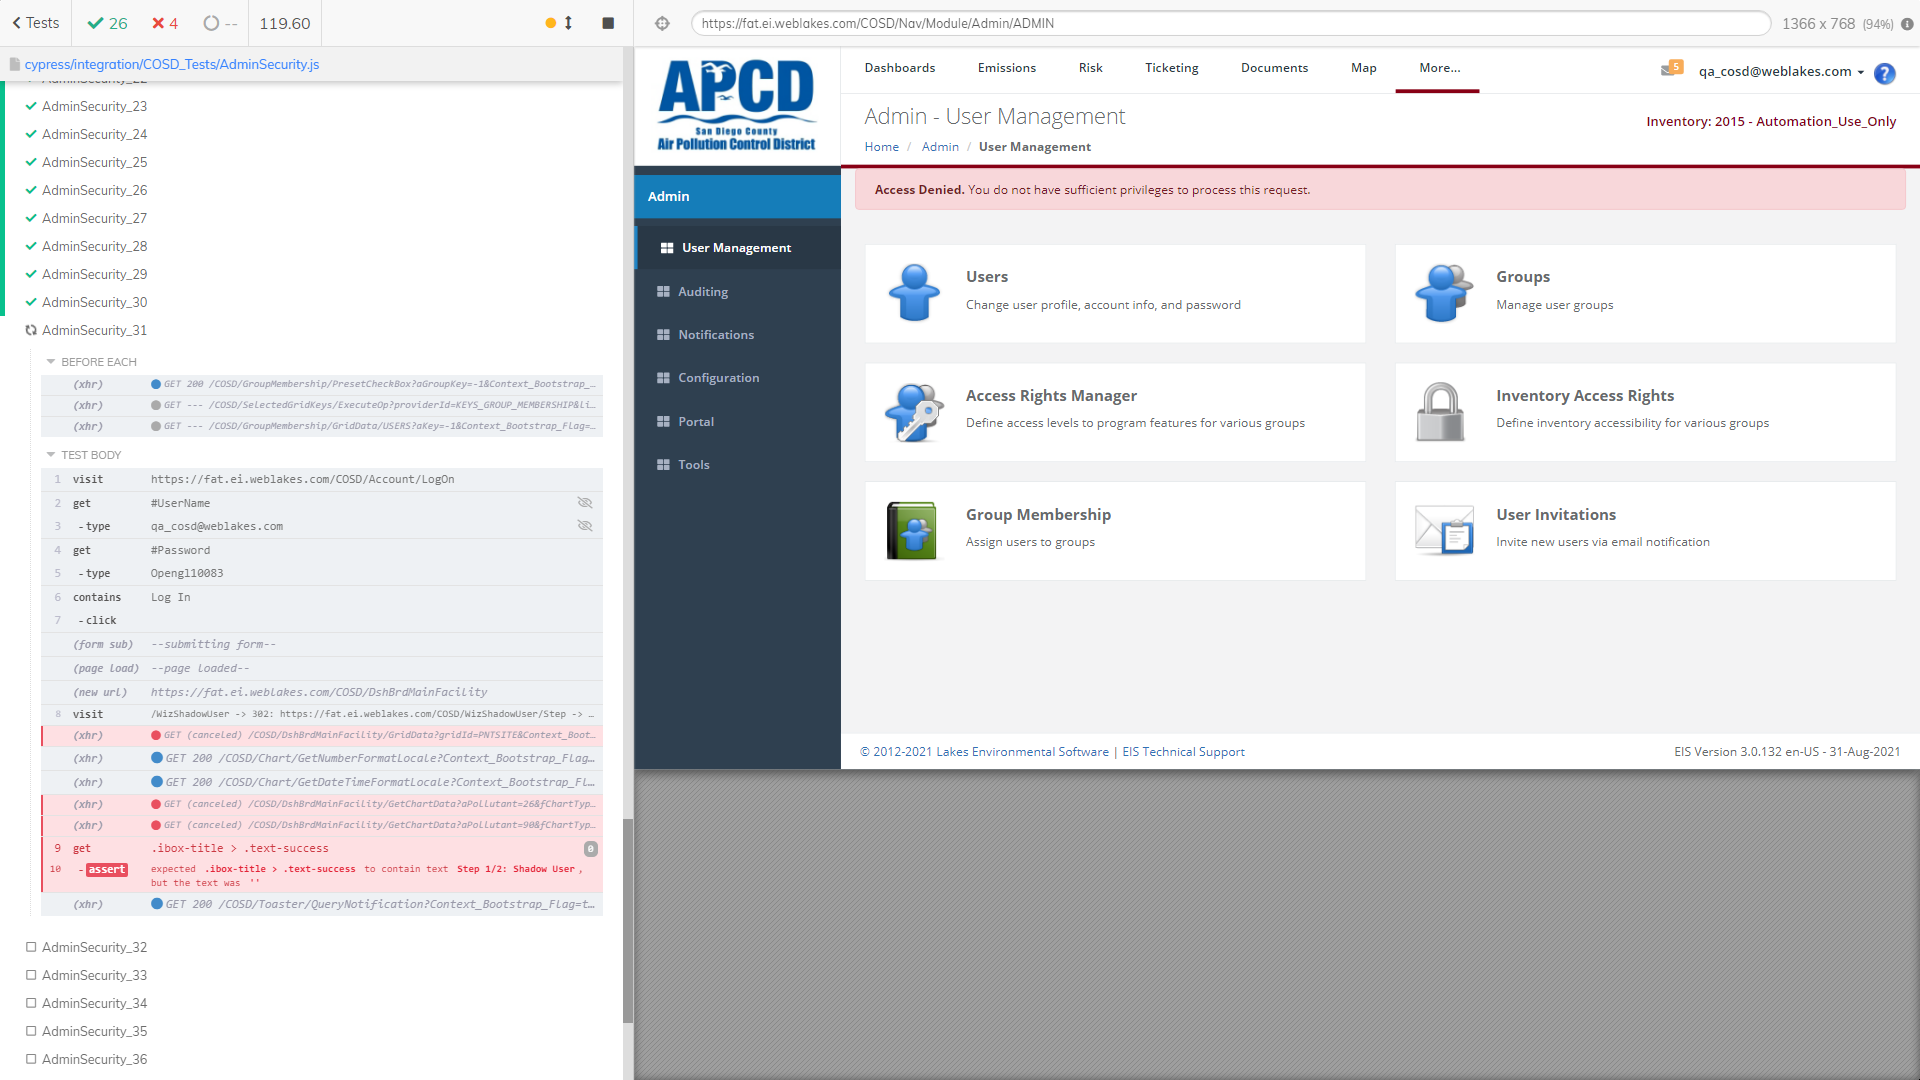 Tests
26
4
--
119.60
cypress/integration/COSD_Tests/AdminSecurity.js
AdminSecurity_23
AdminSecurity_24
AdminSecurity_25
AdminSecurity_26
AdminSecurity_27
AdminSecurity_28
AdminSecurity_29
AdminSecurity_30
AdminSecurity_31
BEFORE EACH
(xhr) GET 200 /COSD/GroupMembership/PresetCheckBox?aGroupKey=-1&Context_Bootstrap_…
(xhr) GET --- /COSD/SelectedGridKeys/ExecuteOp?providerId=KEYS_GROUP_MEMBERSHIP&li…
(xhr) GET --- /COSD/GroupMembership/GridData/USERS?aKey=-1&Context_Bootstrap_Flag=…
TEST BODY
1 visit https://fat.ei.weblakes.com/COSD/Account/LogOn
2 get #UserName
3 -type qa_cosd@weblakes.com
4 get #Password
5 -type Opengl10083
6 contains Log In
7 -click
(form sub) --submitting form--
(page load) --page loaded--
(new url) https://fat.ei.weblakes.com/COSD/DshBrdMainFacility
8 visit /WizShadowUser -> 302: https://fat.ei.weblakes.com/COSD/WizShadowUser/Step -> …
(xhr) GET (canceled) /COSD/DshBrdMainFacility/GridData?gridId=PNTSITE&Context_Boot…
(xhr) GET 200 /COSD/Chart/GetNumberFormatLocale?Context_Bootstrap_Flag…
(xhr) GET 200 /COSD/Chart/GetDateTimeFormatLocale?Context_Bootstrap_Fl…
(xhr) GET (canceled) /COSD/DshBrdMainFacility/GetChartData?aPollutant=26&fChartTyp…
(xhr) GET (canceled) /COSD/DshBrdMainFacility/GetChartData?aPollutant=90&fChartTyp…
9 get .ibox-title > .text-success 0
10 -assert expected .ibox-title > .text-success to contain text Step 1/2: Shadow User,
but the text was ''
(xhr) GET 200 /COSD/Toaster/QueryNotification?Context_Bootstrap_Flag=t…
AdminSecurity_32
AdminSecurity_33
AdminSecurity_34
AdminSecurity_35
AdminSecurity_36
https://fat.ei.weblakes.com/COSD/Nav/Module/Admin/ADMIN
1366 x 768 (94%)
APCD
San Diego County
Air Pollution Control District
Dashboards
Emissions
Risk
Ticketing
Documents
Map
More...
5
qa_cosd@weblakes.com
?
Admin - User Management
Inventory: 2015 - Automation_Use_Only
Home / Admin / User Management
Admin
User Management
Auditing
Notifications
Configuration
Portal
Tools
Access Denied. You do not have sufficient privileges to process this request.
Users
Change user profile, account info, and password
Groups
Manage user groups
Access Rights Manager
Define access levels to program features for various groups
Inventory Access Rights
Define inventory accessibility for various groups
Group Membership
Assign users to groups
User Invitations
Invite new users via email notification
© 2012-2021 Lakes Environmental Software | EIS Technical Support
EIS Version 3.0.132 en-US - 31-Aug-2021